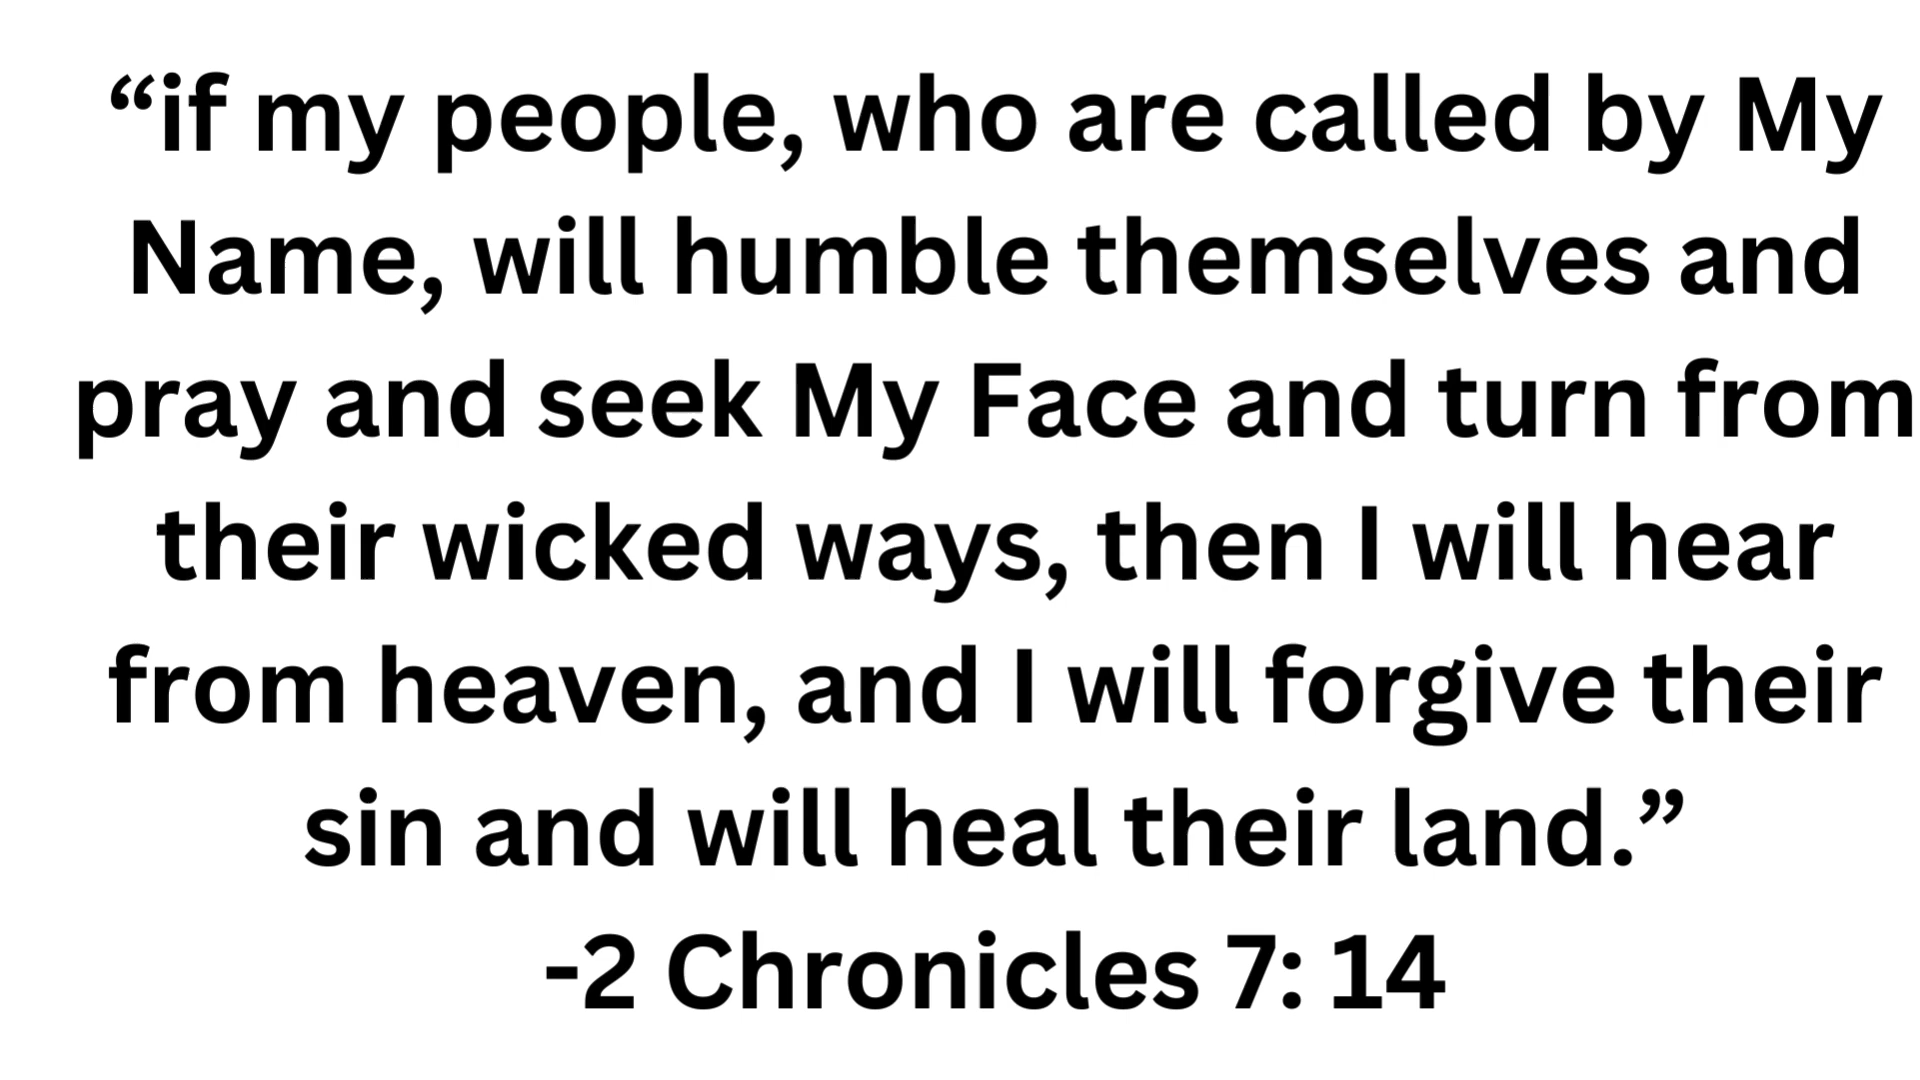 “if my people, who are called by My
Name, will humble themselves and
pray and seek My Face and turn from
their wicked ways, then I will hear
from heaven, and I will forgive their
sin and will heal their land.”
-2 Chronicles 7: 14